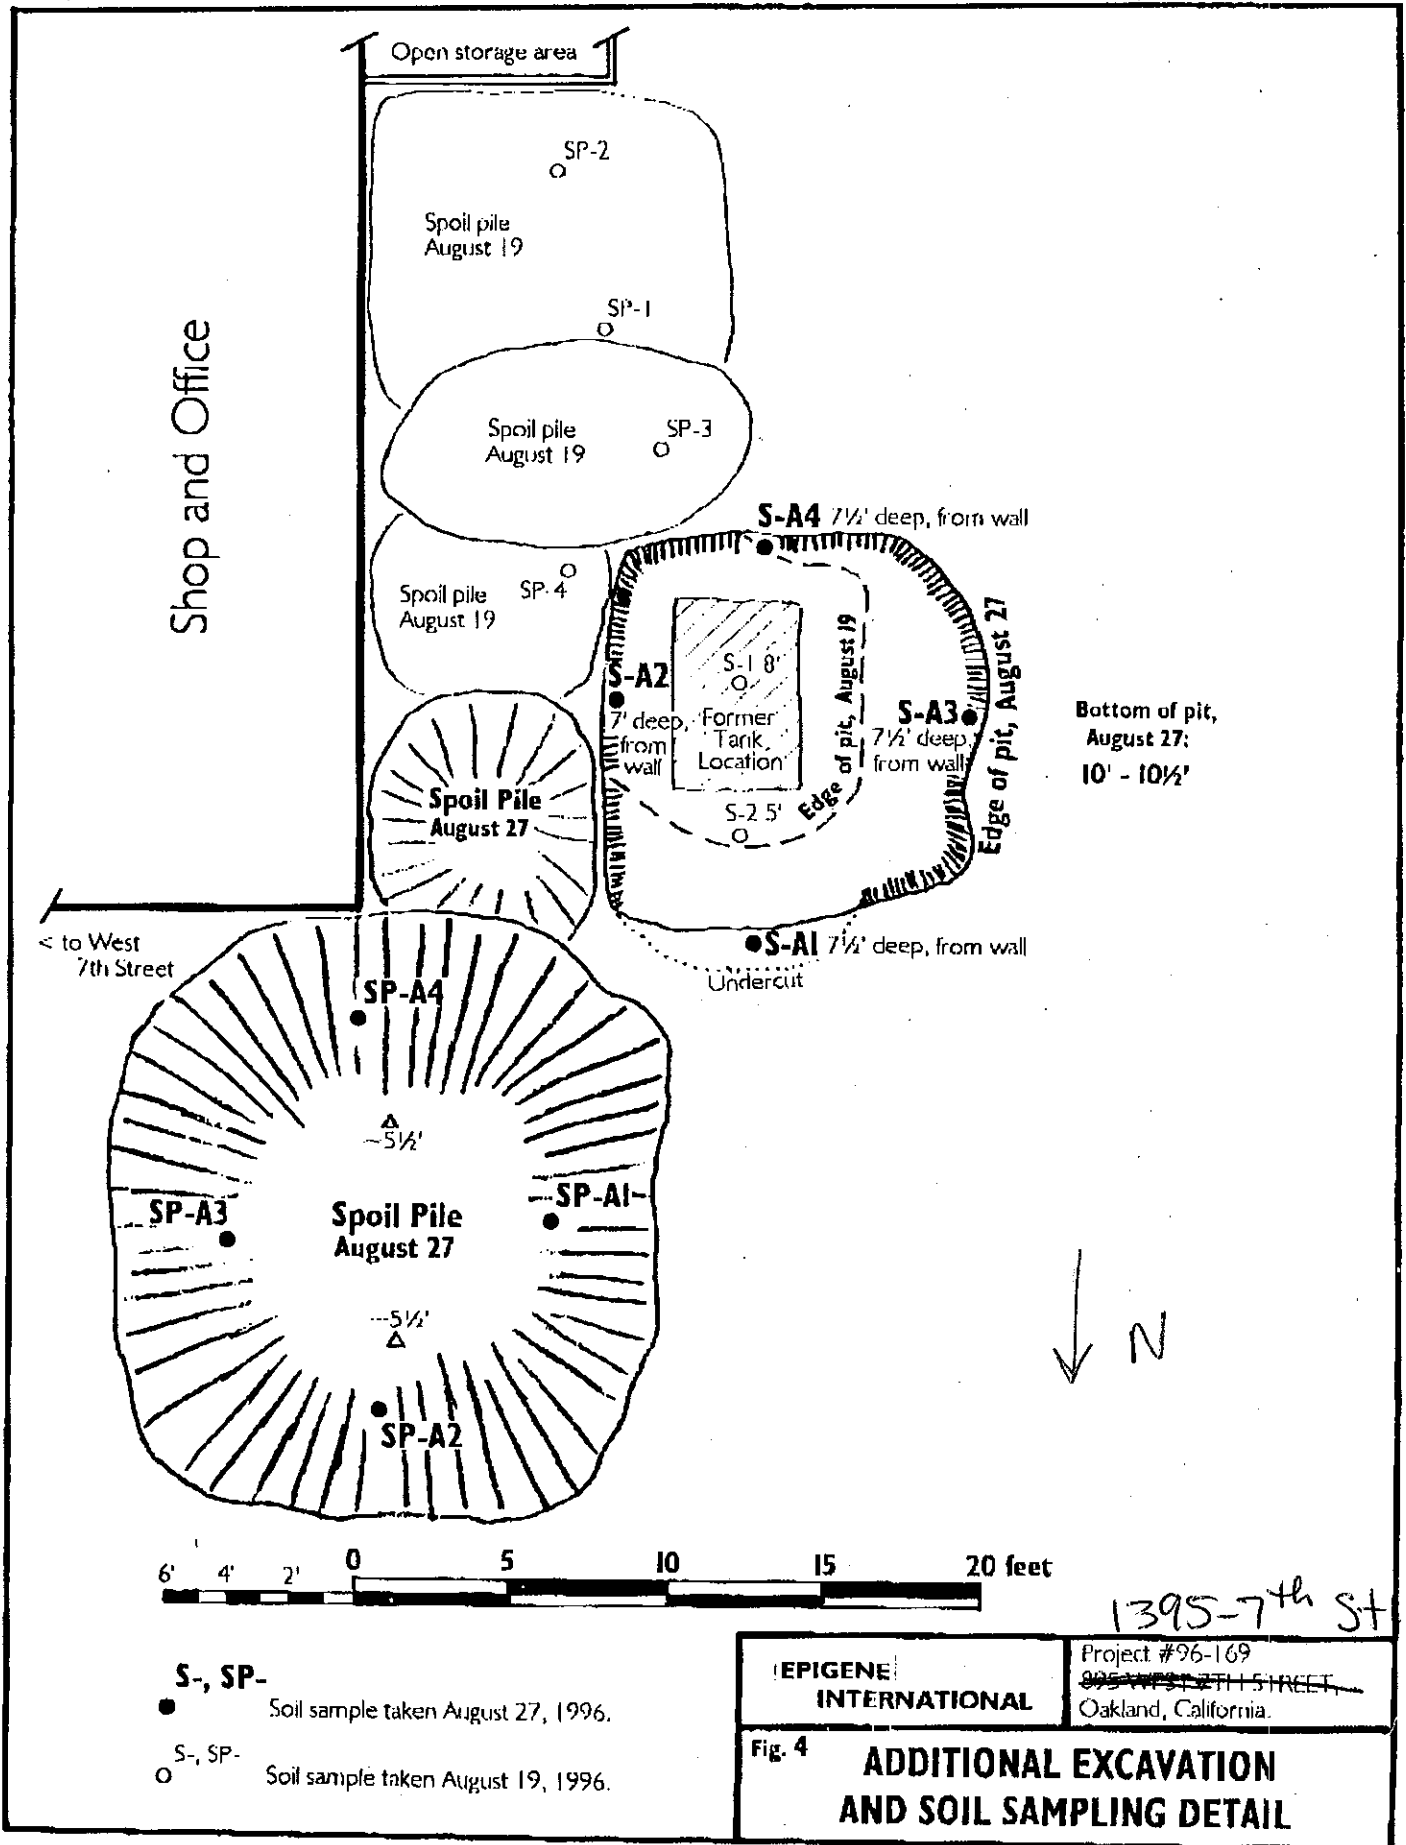 Open storage area
SP-2
Spoil pile
August 19
SP-1
Shop and Office
Spoil pile
August 19
SP-3
S-A4 7½' deep, from wall
Spoil pile
August 19
SP-4
S-A2
7' deep,
from
wall
S-1 8'
Former
Tank
Location
S-2 5'
Edge of pit, August 19
S-A3
7½' deep
from wall
Edge of pit, August 27
Bottom of pit,
August 27:
10' - 10½'
Spoil Pile
August 27
< to West
7th Street
S-A1 7½' deep, from wall
Undercut
SP-A4
~5½'
SP-A3
Spoil Pile
August 27
SP-A1
~5½'
SP-A2
N
6' 4' 2' 0 5 10 15 20 feet
1395-7th St
S-, SP-
Soil sample taken August 27, 1996.
S-, SP-
Soil sample taken August 19, 1996.
EPIGENE
INTERNATIONAL
Project #96-169
895 WEST 7TH STREET,
Oakland, California.
Fig. 4
ADDITIONAL EXCAVATION
AND SOIL SAMPLING DETAIL